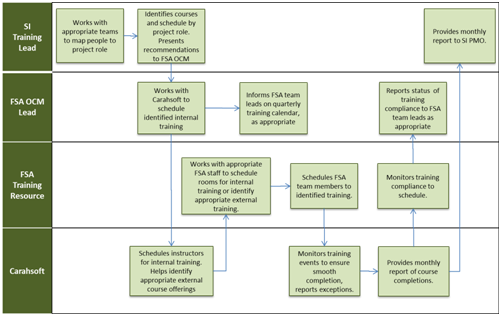 SI
Training
Lead
Works with
appropriate teams
to map people to
project role
Identifies courses
and schedule by
project role.
Presents
recommendations
to FSA OCM
Provides monthly
report to SI PMO.
FSA OCM
Lead
Works with
Carahsoft to
schedule
identified internal
training
Informs FSA team
leads on quarterly
training calendar,
as appropriate
Reports status of
training
compliance to FSA
team leads as
appropriate
FSA
Training
Resource
Works with appropriate
FSA staff to schedule
rooms for internal
training or identify
appropriate external
training.
Schedules FSA
team members to
identified training.
Monitors training
compliance to
schedule.
Carahsoft
Schedules instructors
for internal training.
Helps identify
appropriate external
course offerings
Monitors training
events to ensure
smooth
completion,
reports exceptions.
Provides monthly
report of course
completions.